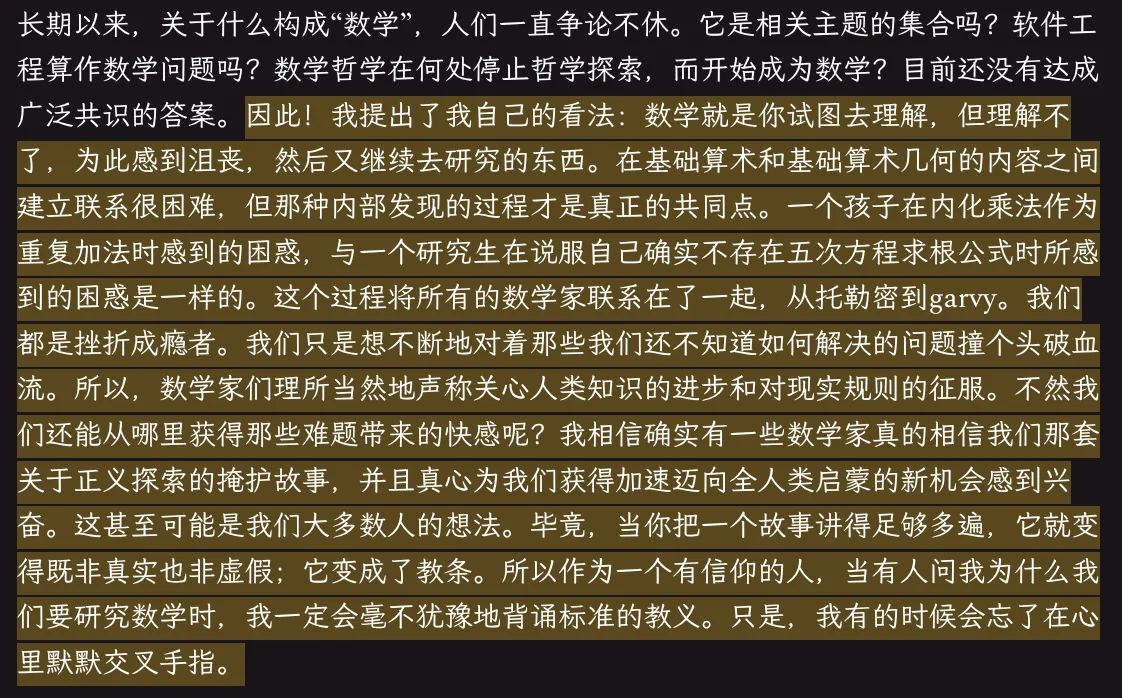 长期以来，关于什么构成“数学”，人们一直争论不休。它是相关主题的集合吗？软件工
程算作数学问题吗？数学哲学在何处停止哲学探索，而开始成为数学？目前还没有达成
广泛共识的答案。因此！我提出了我自己的看法：数学就是你试图去理解，但理解不
了，为此感到沮丧，然后又继续去研究的东西。在基础算术和基础算术几何的内容之间
建立联系很困难，但那种内部发现的过程才是真正的共同点。一个孩子在内化乘法作为
重复加法时感到的困惑，与一个研究生在说服自己确实不存在五次方程求根公式时所感
到的困惑是一样的。这个过程将所有的数学家联系在了一起，从托勒密到garvy。我们
都是挫折成瘾者。我们只是想不断地对着那些我们还不知道如何解决的问题撞个头破血
流。所以，数学家们理所当然地声称关心人类知识的进步和对现实规则的征服。不然我
们还能从哪里获得那些难题带来的快感呢？我相信确实有一些数学家真的相信我们那套
关于正义探索的掩护故事，并且真心为我们获得加速迈向全人类启蒙的新机会感到兴
奋。这甚至可能是我们大多数人的想法。毕竟，当你把一个故事讲得足够多遍，它就变
得既非真实也非虚假；它变成了教条。所以作为一个有信仰的人，当有人问我为什么我
们要研究数学时，我一定会毫不犹豫地背诵标准的教义。只是，我有的时候会忘了在心
里默默交叉手指。